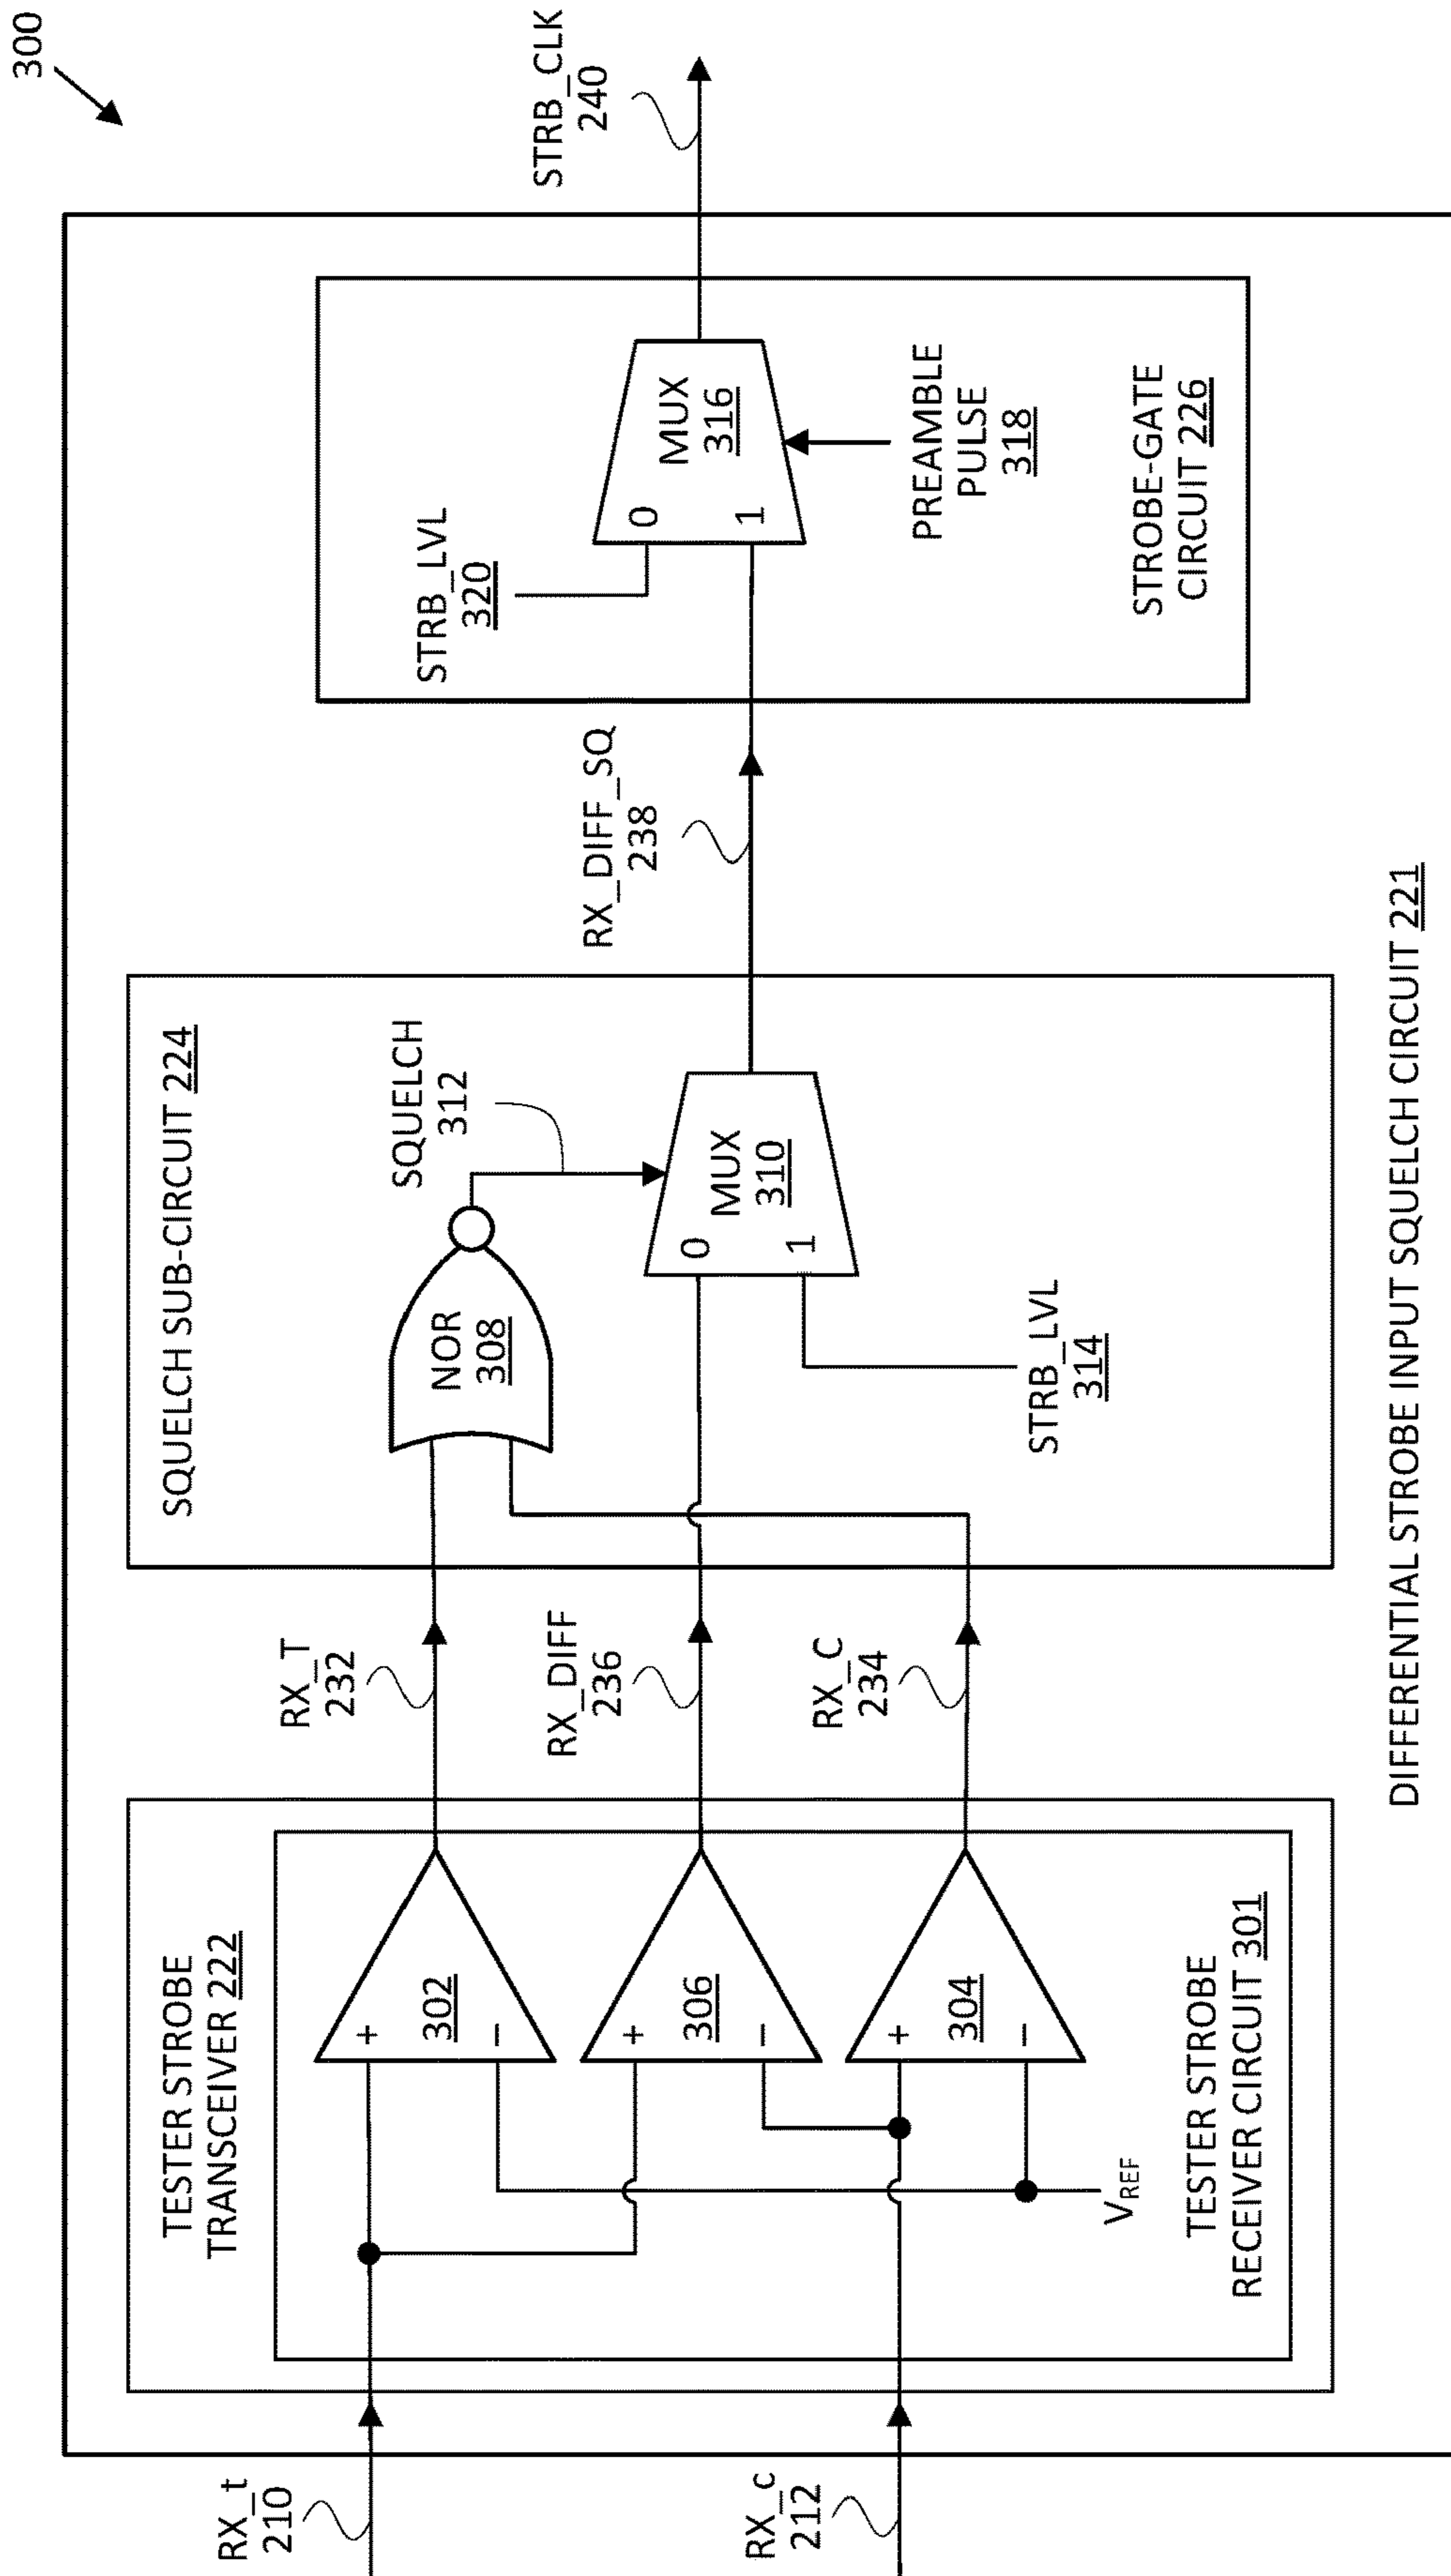 300
RX_t
210
RX_c
212
TESTER STROBE
TRANSCEIVER 222
+
302
−
+
306
−
+
304
−
VREF
TESTER STROBE
RECEIVER CIRCUIT 301
RX_T
232
RX_DIFF
236
RX_C
234
SQUELCH SUB-CIRCUIT 224
NOR
308
SQUELCH
312
0
1
MUX
310
STRB_LVL
314
RX_DIFF_SQ
238
STRB_LVL
320
0
1
MUX
316
PREAMBLE
PULSE
318
STROBE-GATE
CIRCUIT 226
STRB_CLK
240
DIFFERENTIAL STROBE INPUT SQUELCH CIRCUIT 221